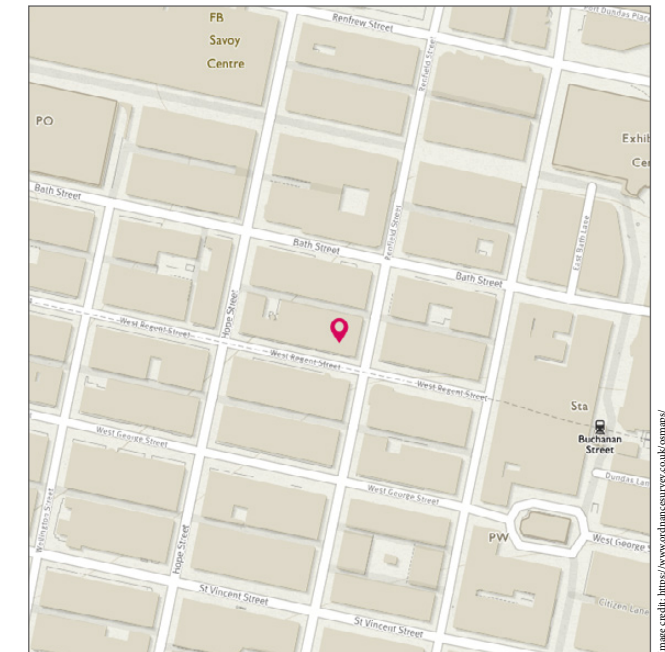 FB
Savoy
Centre
Renfrew Street
Port Dundas Place
Renfield Street
PO
Exhib
Cen
Bath Street
Bath Street
Renfield Street
Bath Street
East Bath Lane
Hope Street
West Regent Street
West Regent Street
West Regent Street
Sta
Buchanan
Street
West George Street
West George Street
Dundas Lan
Wellington Street
Hope Street
PW
West George S
St Vincent Street
St Vincent Street
Citizen Lane
mage credit: https://www.ordnancesurvey.co.uk/osmaps/